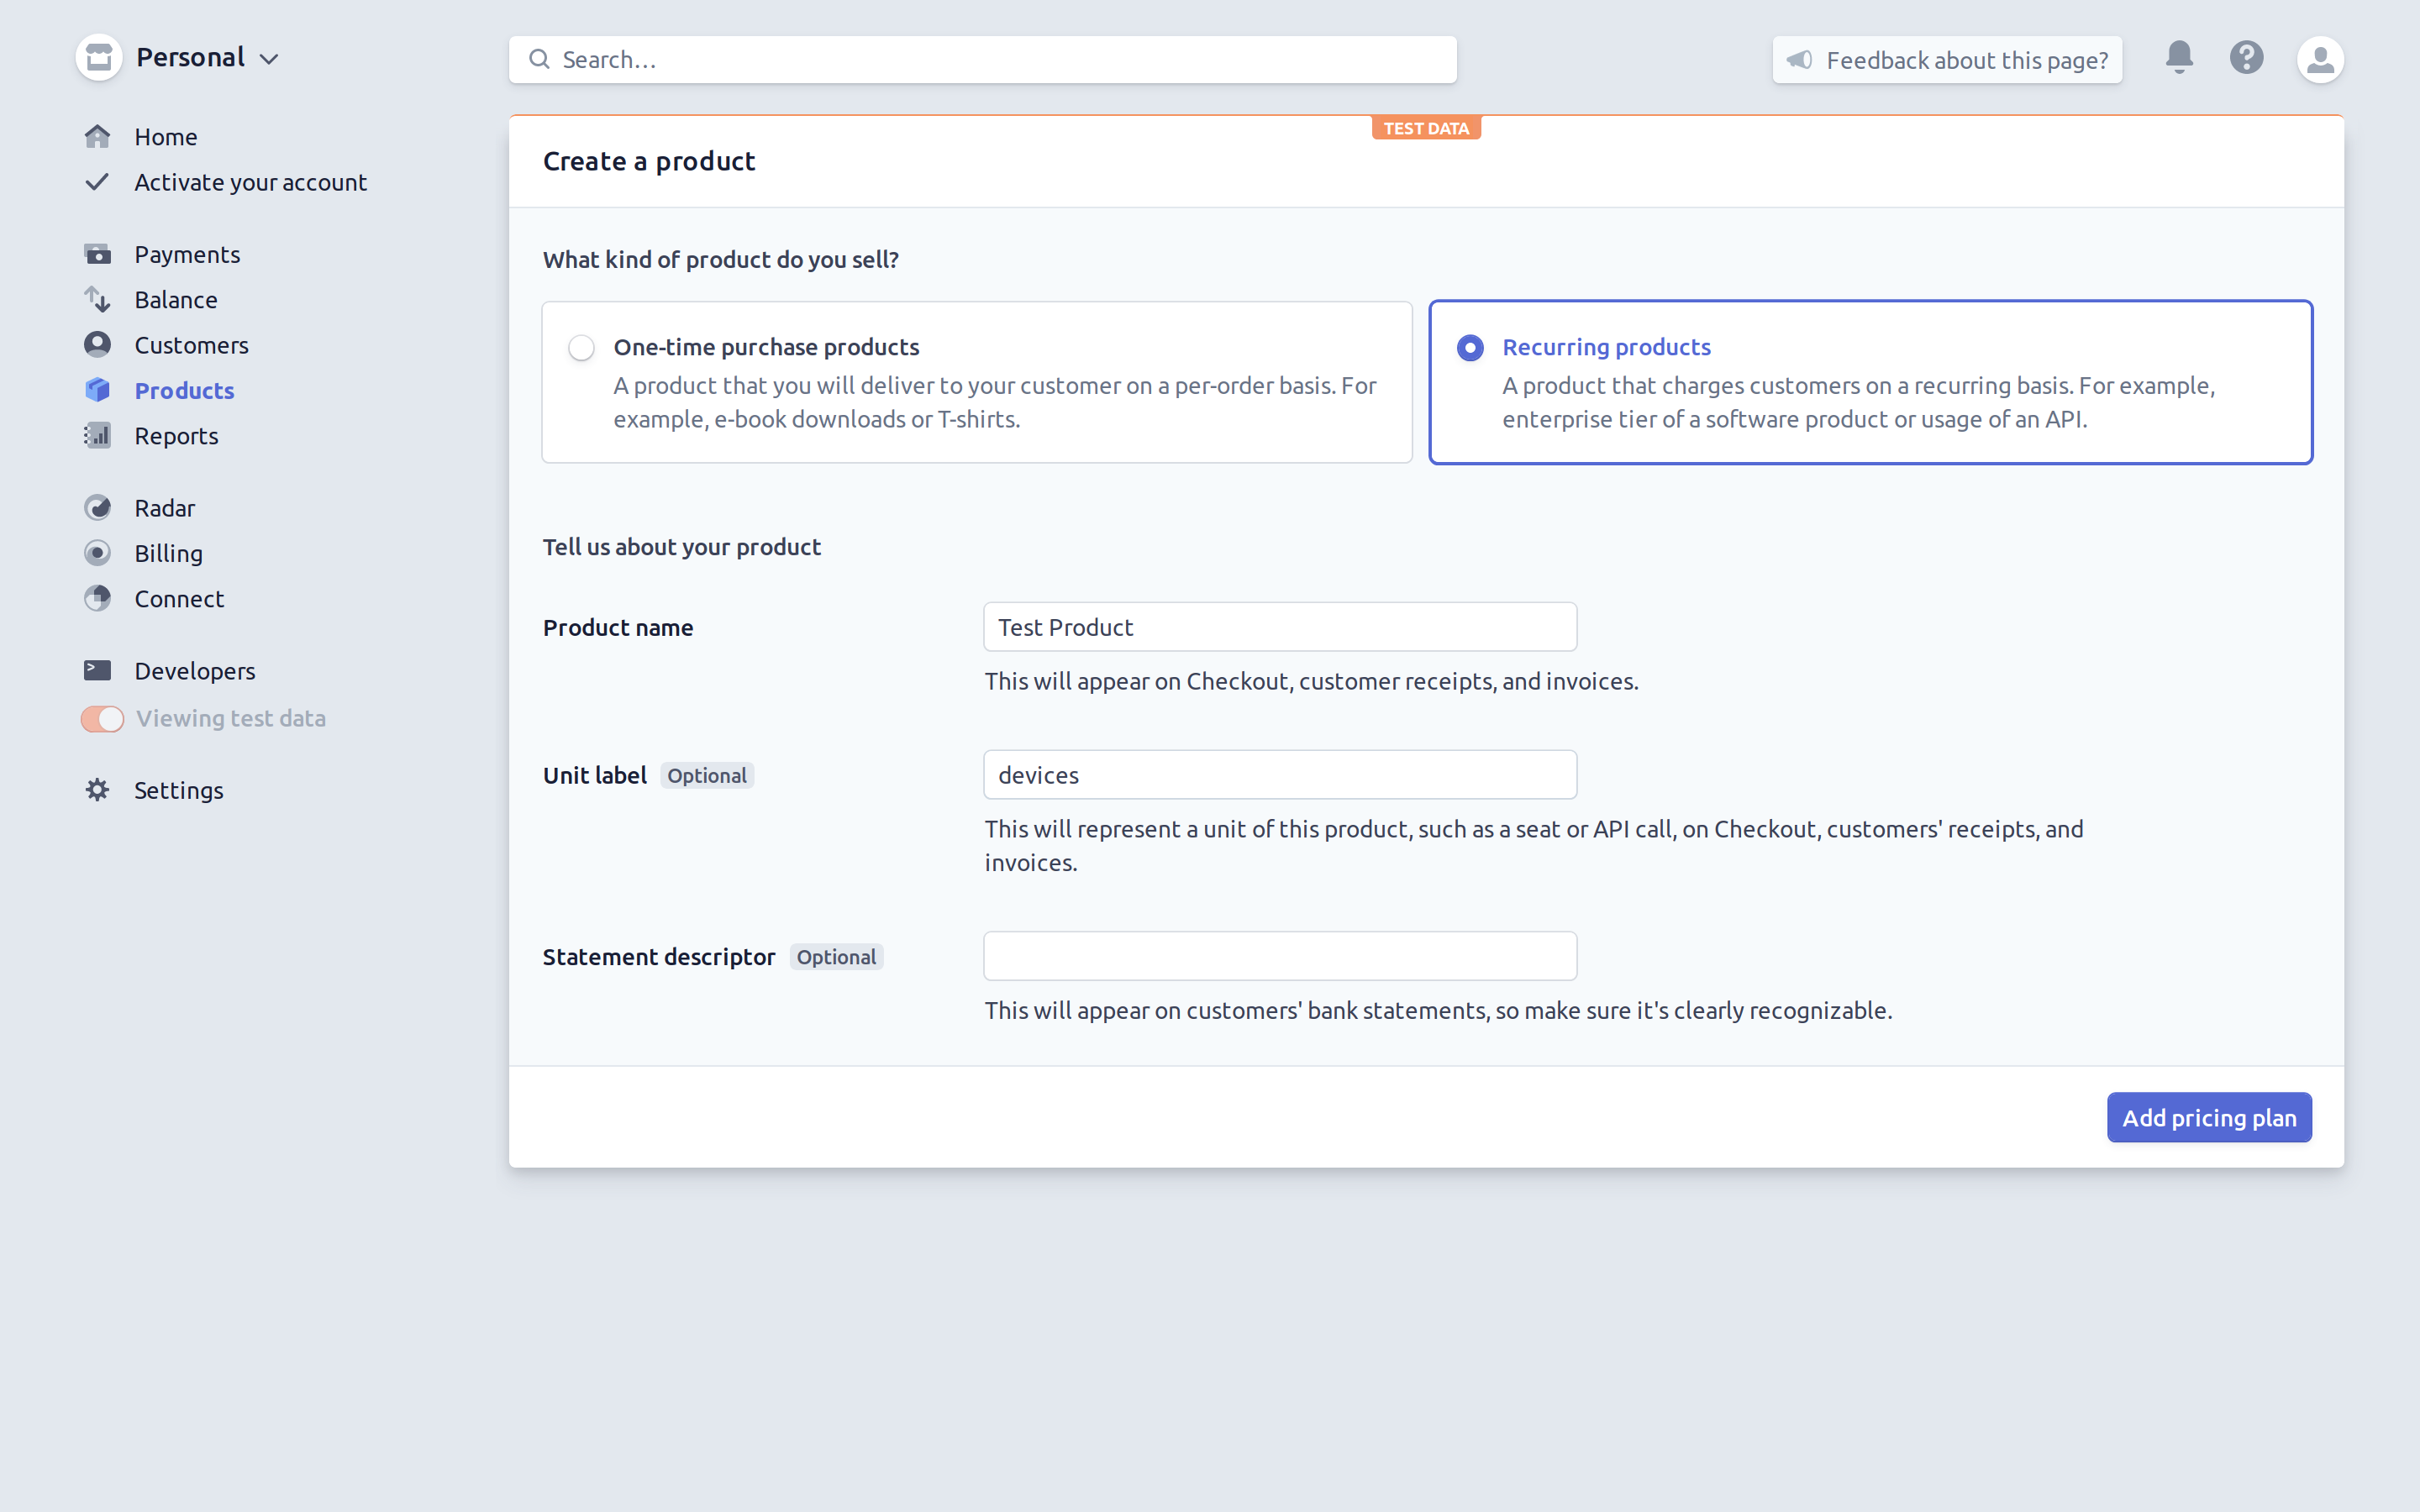 Personal
Search...
Feedback about this page?
Home
Activate your account
Payments
Balance
Customers
Products
Reports
Radar
Billing
Connect
Developers
Viewing test data
Settings
TEST DATA
Create a product
What kind of product do you sell?
One-time purchase products
A product that you will deliver to your customer on a per-order basis. For
example, e-book downloads or T-shirts.
Recurring products
A product that charges customers on a recurring basis. For example,
enterprise tier of a software product or usage of an API.
Tell us about your product
Product name
Test Product
This will appear on Checkout, customer receipts, and invoices.
Unit label Optional
devices
This will represent a unit of this product, such as a seat or API call, on Checkout, customers' receipts, and
invoices.
Statement descriptor Optional
This will appear on customers' bank statements, so make sure it's clearly recognizable.
Add pricing plan